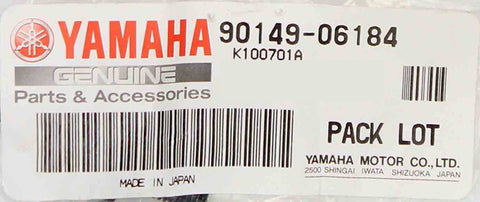 YAMAHA
GENUINE
Parts & Accessories
90149-06184
K100701A
MADE IN JAPAN
PACK LOT
YAMAHA MOTOR CO.,LTD.
2500 SHINGAI IWATA SHIZUOKA JAPAN